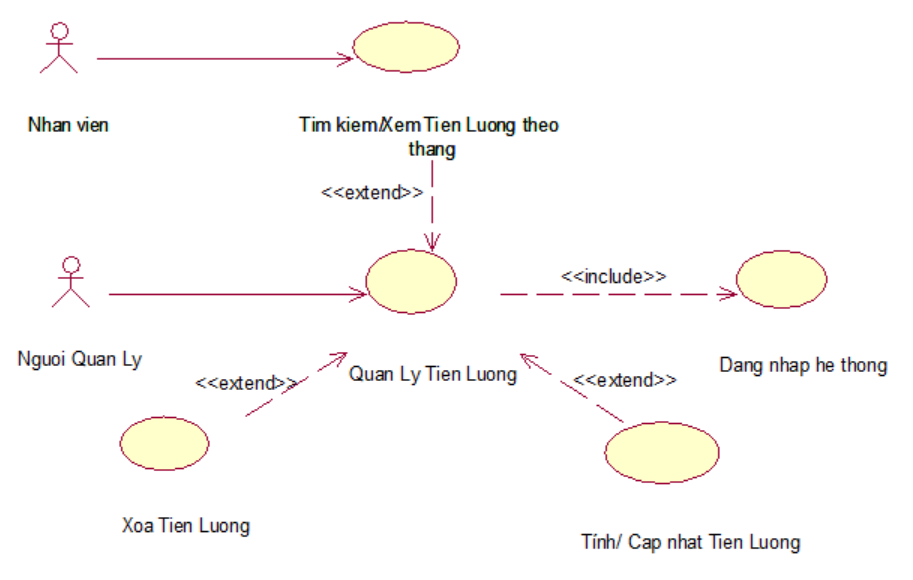 Nhan vien
Tim kiem/Xem Tien Luong theo
thang
<<extend>>
<<include>>
Nguoi Quan Ly
Quan Ly Tien Luong
Dang nhap he thong
<<extend>>
<<extend>>
Xoa Tien Luong
Tính/ Cap nhat Tien Luong